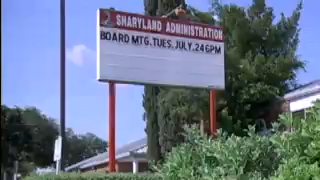 SHARYLAND ADMINISTRATION
BOARD MTG. TUES. JULY. 24 6PM